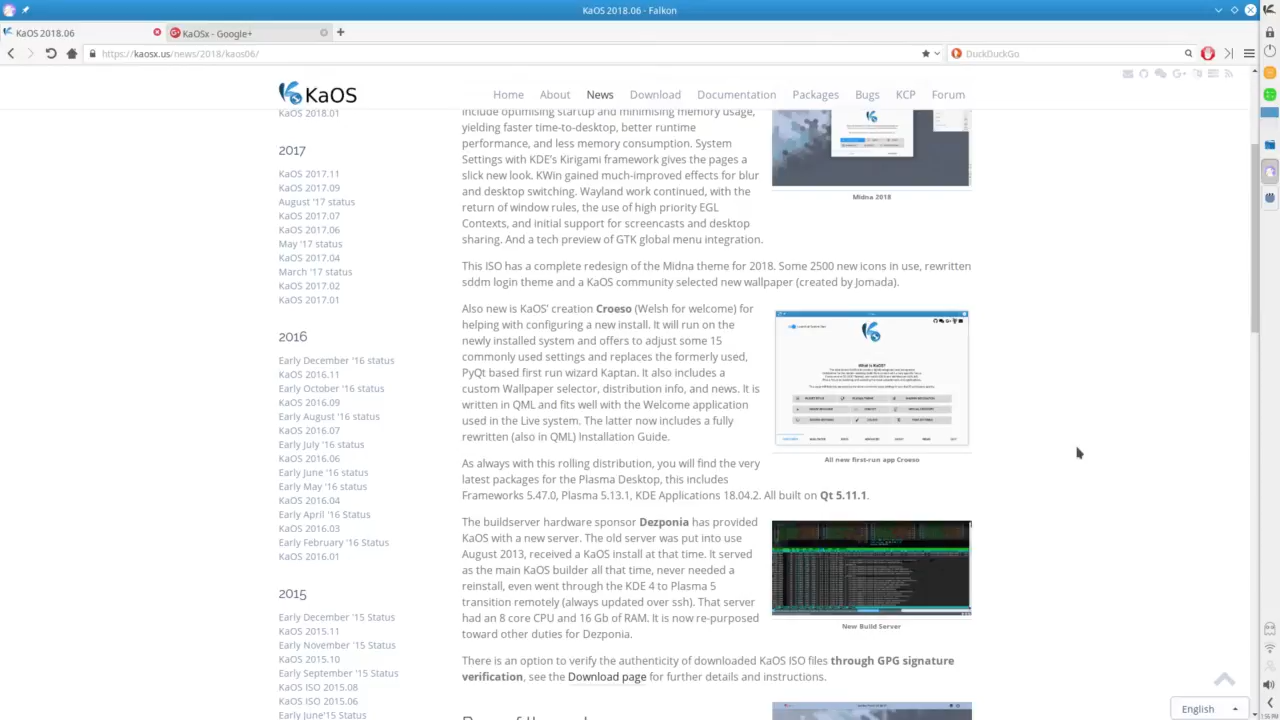 KaOS 2018.06 - Falkon
KaOS 2018.06
KaOSx - Google+
https://kaosx.us/news/2018/kaos06/
DuckDuckGo
KaOS
Home About News Download Documentation Packages Bugs KCP Forum
KaOS 2018.01
2017
KaOS 2017.11
KaOS 2017.09
August '17 status
KaOS 2017.07
KaOS 2017.06
May '17 status
KaOS 2017.04
March '17 status
KaOS 2017.02
KaOS 2017.01
2016
Early December '16 status
KaOS 2016.11
Early October '16 status
KaOS 2016.09
Early August '16 status
KaOS 2016.07
Early July '16 status
KaOS 2016.06
Early June '16 status
Early May '16 status
KaOS 2016.04
Early April '16 Status
KaOS 2016.03
Early February '16 Status
KaOS 2016.01
2015
Early December '15 Status
KaOS 2015.11
Early November '15 Status
KaOS 2015.10
Early September '15 Status
KaOS ISO 2015.08
KaOS ISO 2015.06
Early June'15 Status
include optimising startup and minimising memory usage,
yielding faster time-to-desktop, better runtime
performance, and less memory consumption. System
Settings with KDE's Kirigami framework gives the pages a
slick new look. KWin gained much-improved effects for blur
and desktop switching. Wayland work continued, with the
return of window rules, the use of high priority EGL
Contexts, and initial support for screencasts and desktop
sharing. And a tech preview of GTK global menu integration.
Midna 2018
This ISO has a complete redesign of the Midna theme for 2018. Some 2500 new icons in use, rewritten
sddm login theme and a KaOS community selected new wallpaper (created by Jomada).
Also new is KaOS' creation Croeso (Welsh for welcome) for
helping with configuring a new install. It will run on the
newly installed system and offers to adjust some 15
commonly used settings and replaces the formerly used,
PyQt based first run wizard Kaptan. It also includes a
custom Wallpaper selector, distribution info, and news. It is
written in QML and fits well with the Welcome application
used in the Live system. The latter now includes a fully
rewritten (also in QML) Installation Guide.
All new first-run app Croeso
As always with this rolling distribution, you will find the very
latest packages for the Plasma Desktop, this includes
Frameworks 5.47.0, Plasma 5.13.1, KDE Applications 18.04.2. All built on Qt 5.11.1.
The buildserver hardware sponsor Dezponia has provided
KaOS with a new server. The old server was put into use
August 2013, received a KaOS install at that time. It served
as the main KaOS builder all this time, never needed a
reinstall, even went through the KDE 4 to Plasma 5
transition remotely (always updated over ssh). That server
had an 8 core CPU and 16 Gb of RAM. It is now re-purposed
toward other duties for Dezponia.
New Build Server
There is an option to verify the authenticity of downloaded KaOS ISO files through GPG signature
verification, see the Download page for further details and instructions.
English